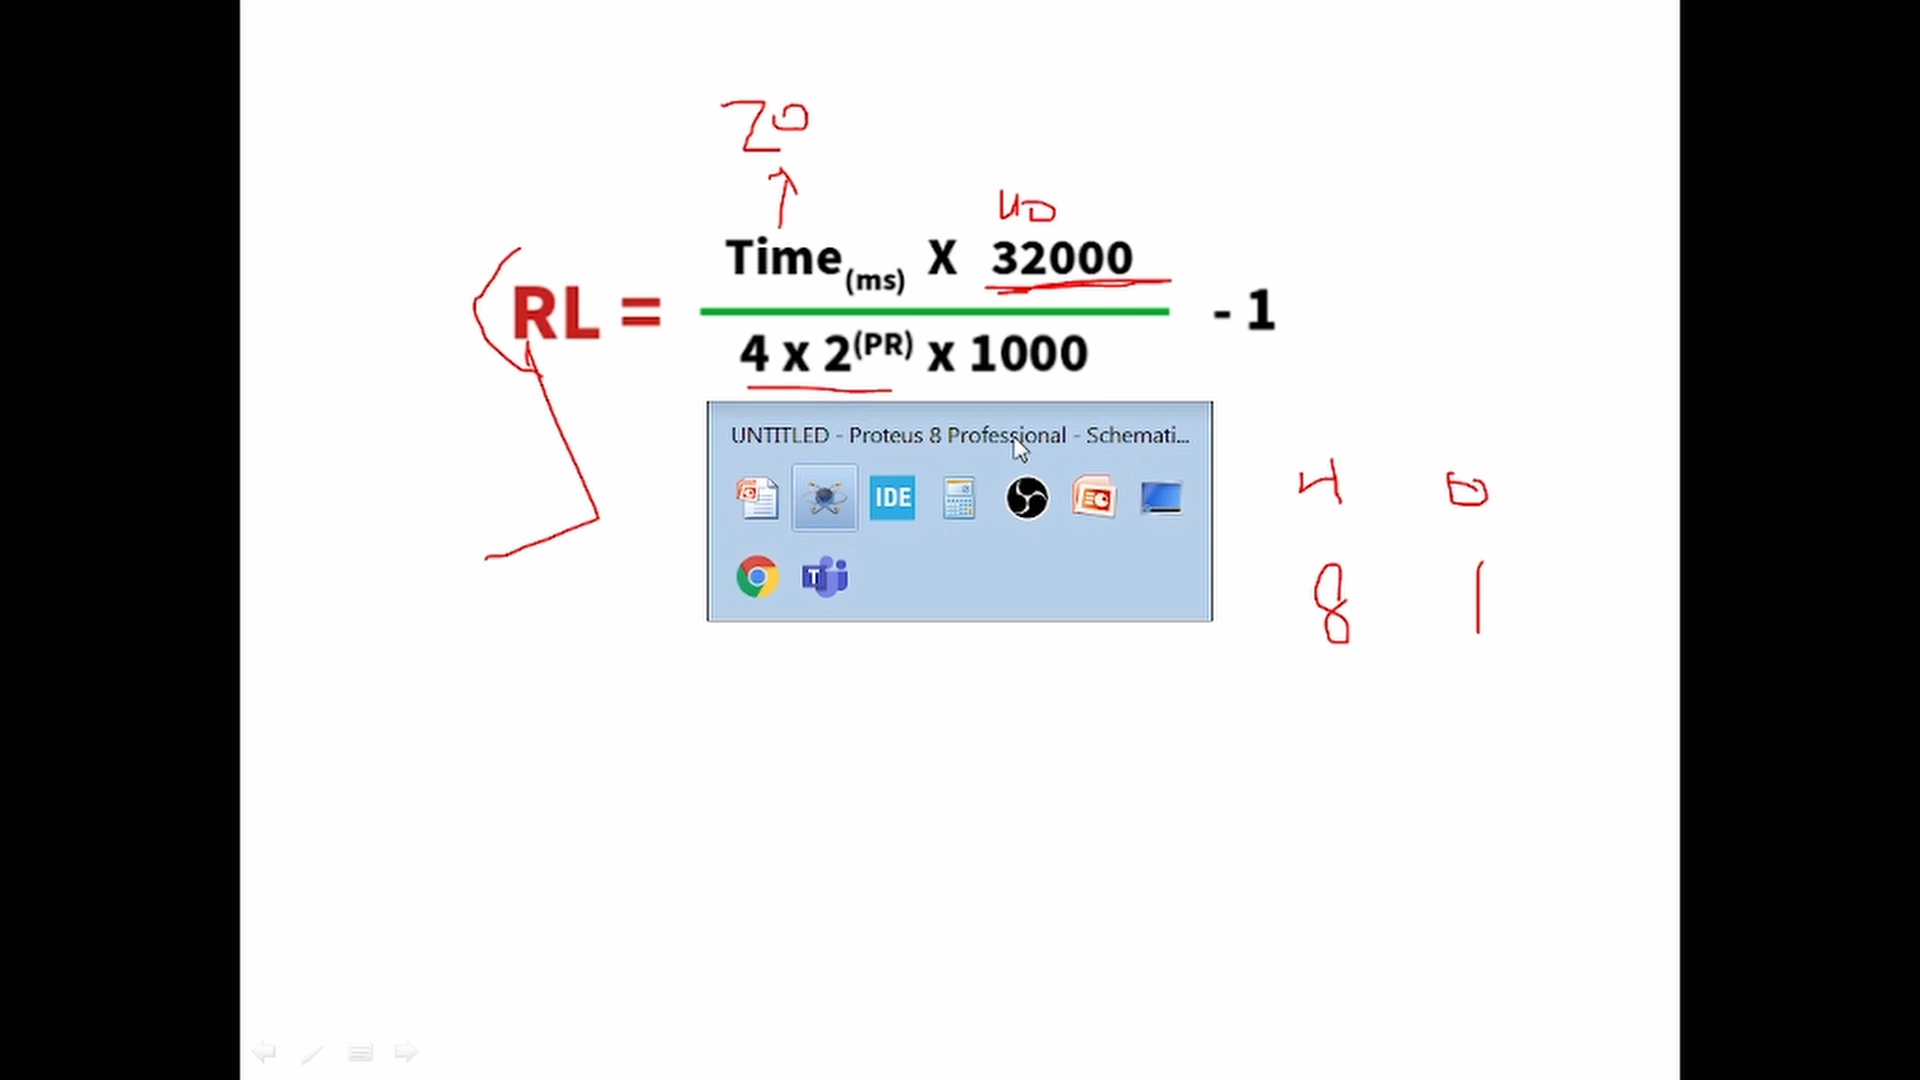 20
40
Time(ms) X 32000
RL = - 1
4 x 2(PR) x 1000
UNTITLED - Proteus 8 Professional - Schemati...
IDE
T
4 0
8 1